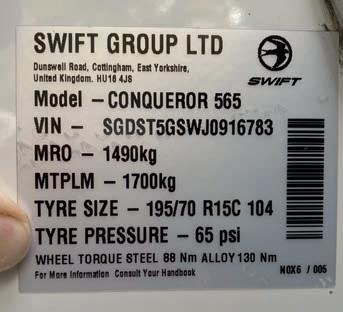 SWIFT GROUP LTD
Dunswell Road, Cottingham, East Yorkshire,
United Kingdom. HU16 4JS
SWIFT
Model – CONQUEROR 565
VIN – SGDST5GSWJ0916783
MRO – 1490kg
MTPLM – 1700kg
TYRE SIZE – 195/70 R15C 104
TYRE PRESSURE – 65 psi
WHEEL TORQUE STEEL 88 Nm ALLOY 130 Nm
For More Information Consult Your Handbook
N0X6 / 005